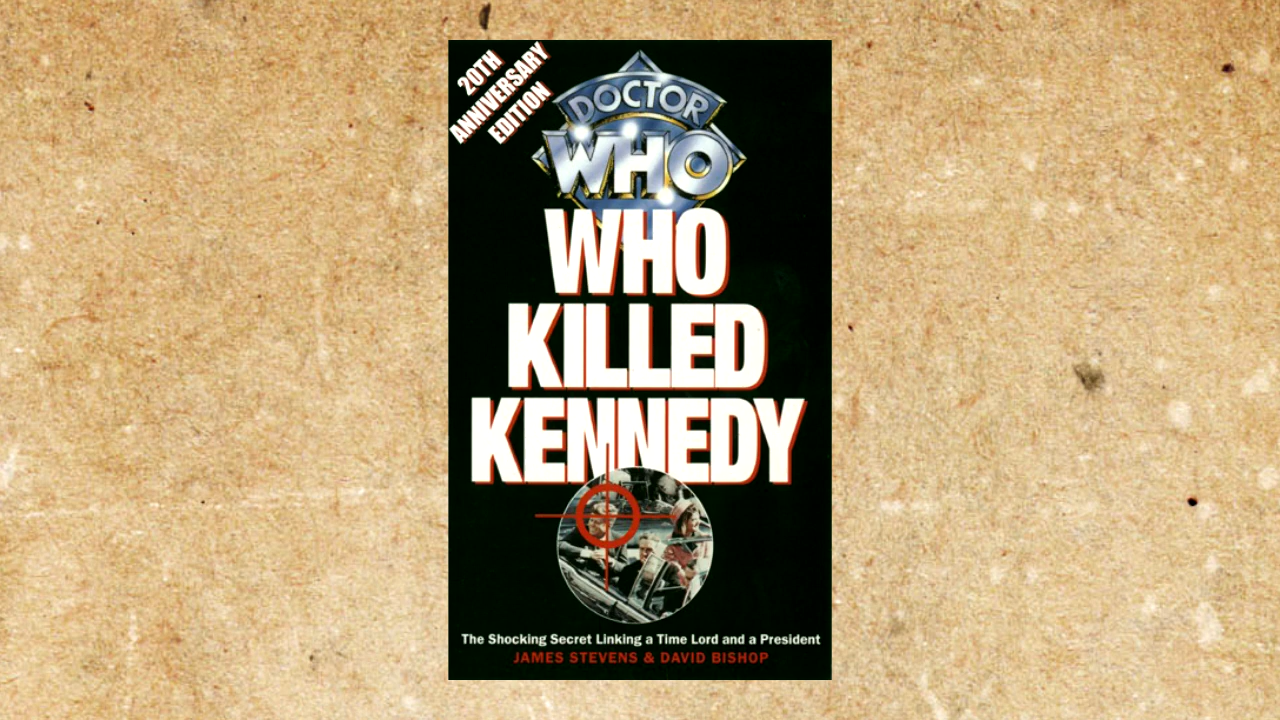 20TH
ANNIVERSARY
EDITION
DOCTOR
WHO
WHO
KILLED
KENNEDY
The Shocking Secret Linking a Time Lord and a President
JAMES STEVENS & DAVID BISHOP